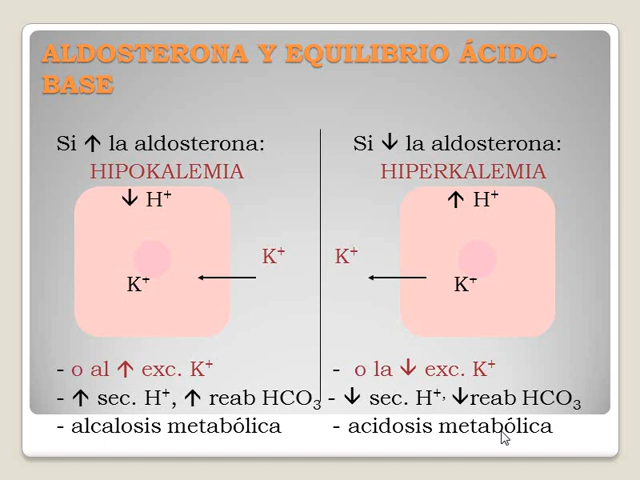 ALDOSTERONA Y EQUILIBRIO ÁCIDO-
BASE
Si ↑ la aldosterona:
HIPOKALEMIA
↓ H⁺
K⁺
K⁺
- o al ↑ exc. K⁺
- ↑ sec. H⁺, ↑ reab HCO₃
- alcalosis metabólica
Si ↓ la aldosterona:
HIPERKALEMIA
↑ H⁺
K⁺
K⁺
- o la ↓ exc. K⁺
- ↓ sec. H⁺, ↓reab HCO₃
- acidosis metabólica